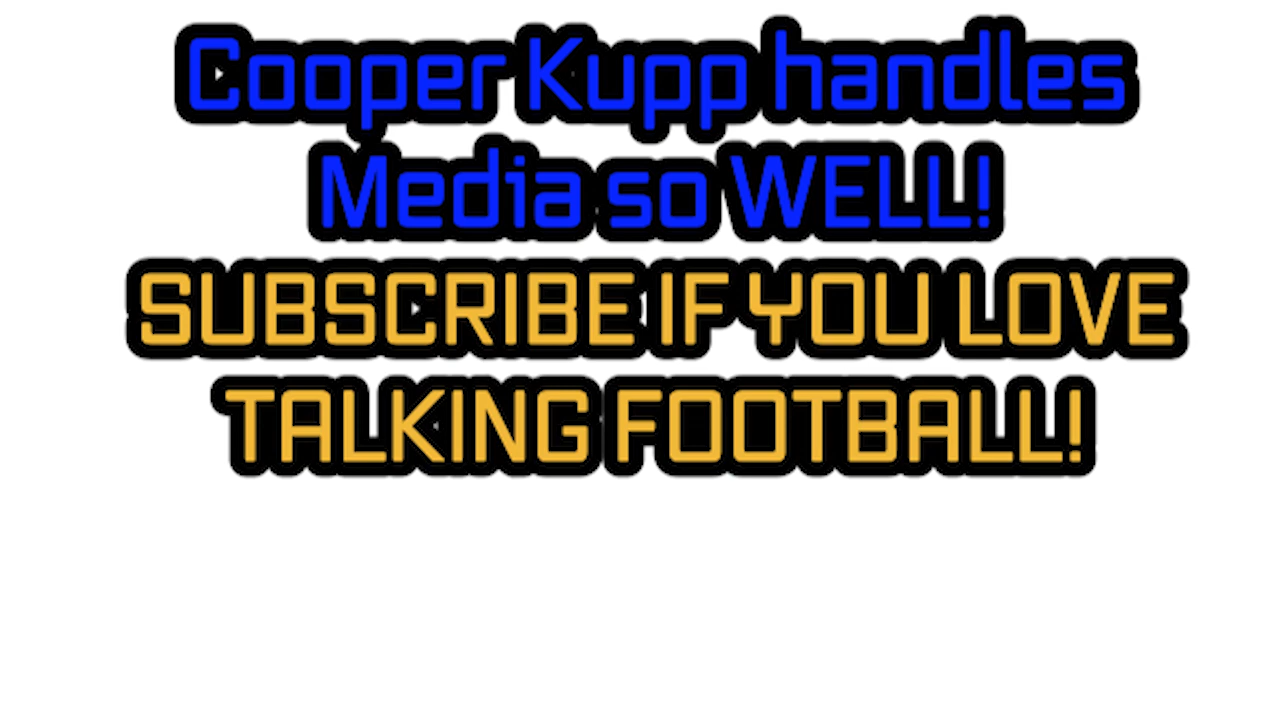 Cooper Kupp handles
Media so WELL!
SUBSCRIBE IF YOU LOVE
TALKING FOOTBALL!